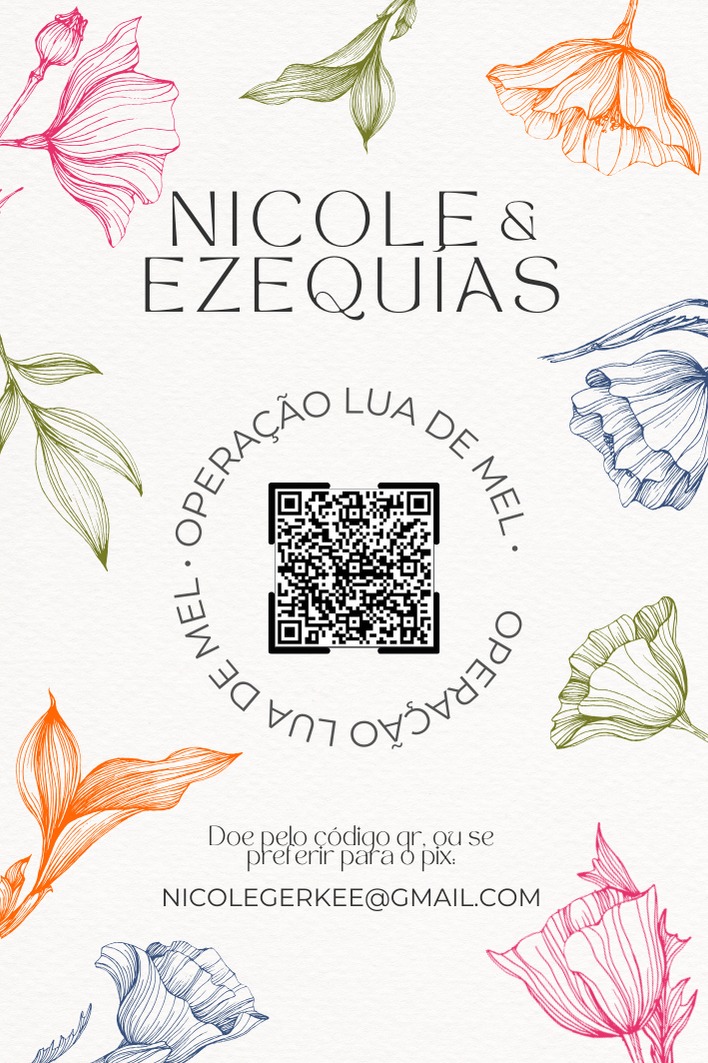 NICOLE &
EZEQUÍAS
OPERAÇÃO LUA DE MEL •
OPERAÇÃO LUA DE MEL •
Doe pelo código qr, ou se
preferir para o pix:
NICOLEGERKEE@GMAIL.COM